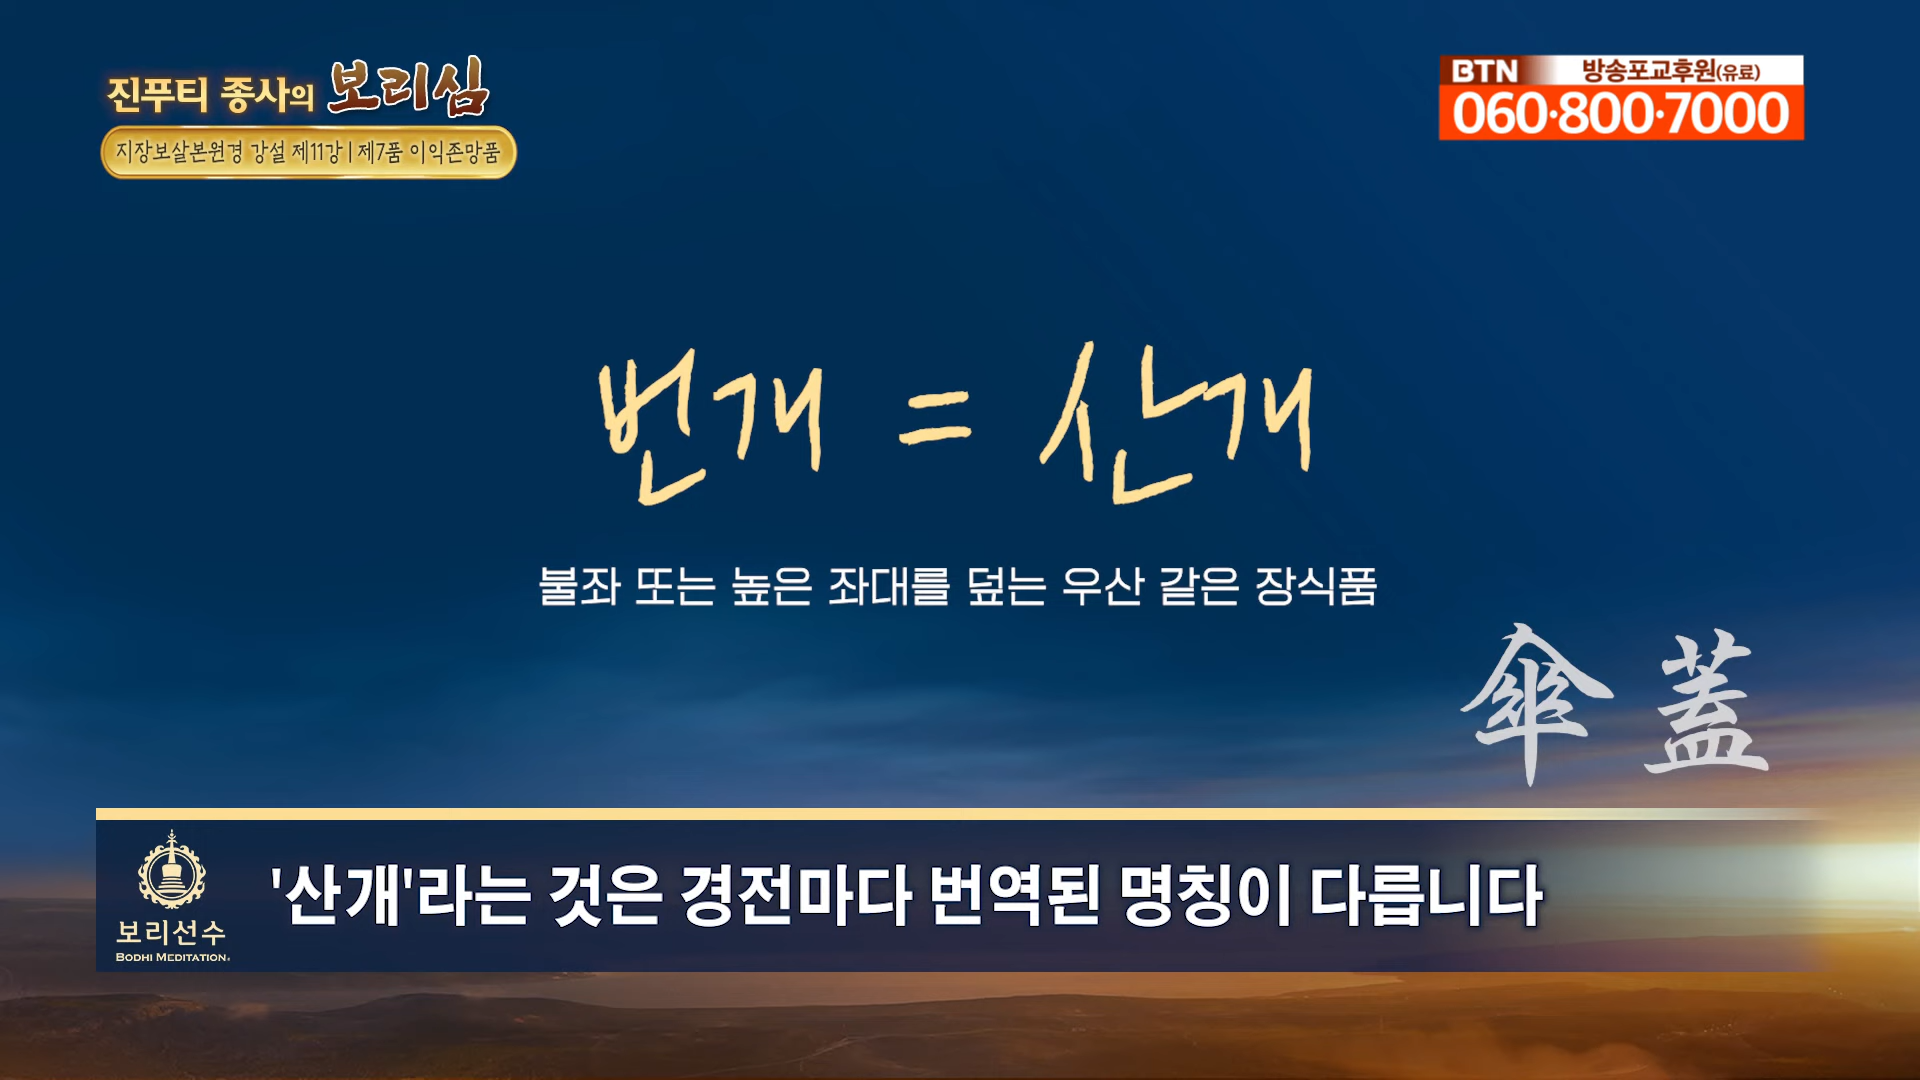 진푸티 종사의 보리심
지장보살본원경 강설 제11강 | 제7품 이익존망품
BTN 방송포교후원(유료)
060·800·7000
번개 = 산개
불좌 또는 높은 좌대를 덮는 우산 같은 장식품
傘蓋
'산개'라는 것은 경전마다 번역된 명칭이 다릅니다
보리선수
BODHI MEDITATION